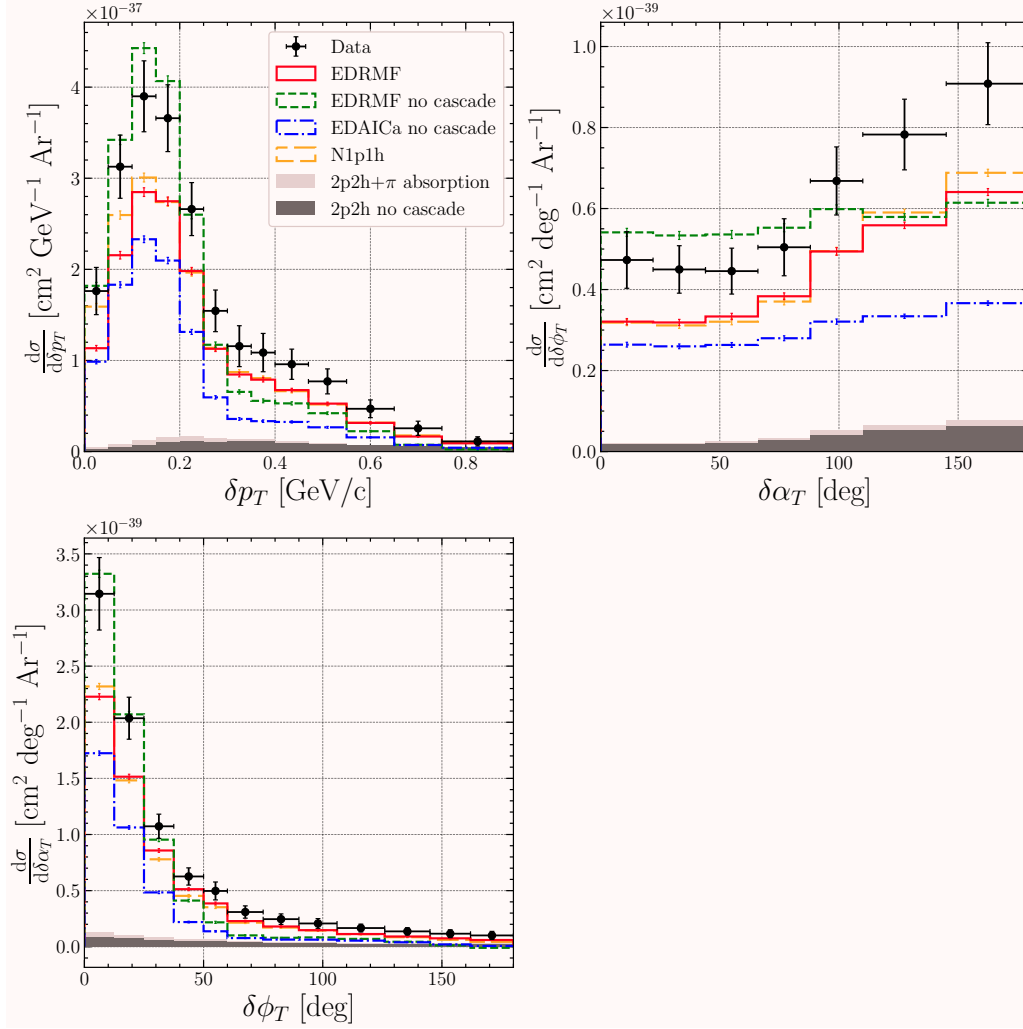 ×10⁻³⁷
dσ/dδp_T [cm² GeV⁻¹ Ar⁻¹]
4
3
2
1
0
0.0 0.2 0.4 0.6 0.8
δp_T [GeV/c]
Data
EDRMF
EDRMF no cascade
EDAICa no cascade
N1p1h
2p2h+π absorption
2p2h no cascade
×10⁻³⁹
dσ/dδϕ_T [cm² deg⁻¹ Ar⁻¹]
1.0
0.8
0.6
0.4
0.2
0.0
0 50 100 150
δα_T [deg]
×10⁻³⁹
dσ/dδα_T [cm² deg⁻¹ Ar⁻¹]
3.5
3.0
2.5
2.0
1.5
1.0
0.5
0.0
0 50 100 150
δϕ_T [deg]